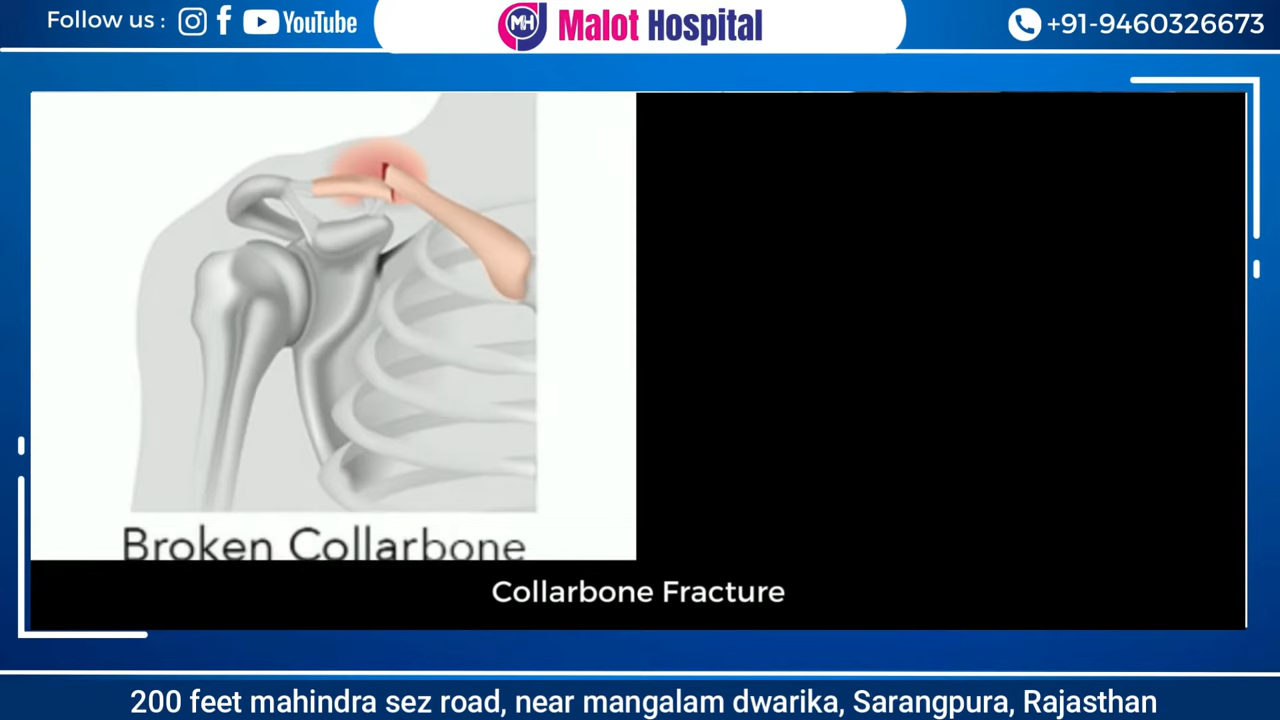 Follow us :
YouTube
MH
Malot Hospital
+91-9460326673
Broken Collarbone
Collarbone Fracture
200 feet mahindra sez road, near mangalam dwarika, Sarangpura, Rajasthan